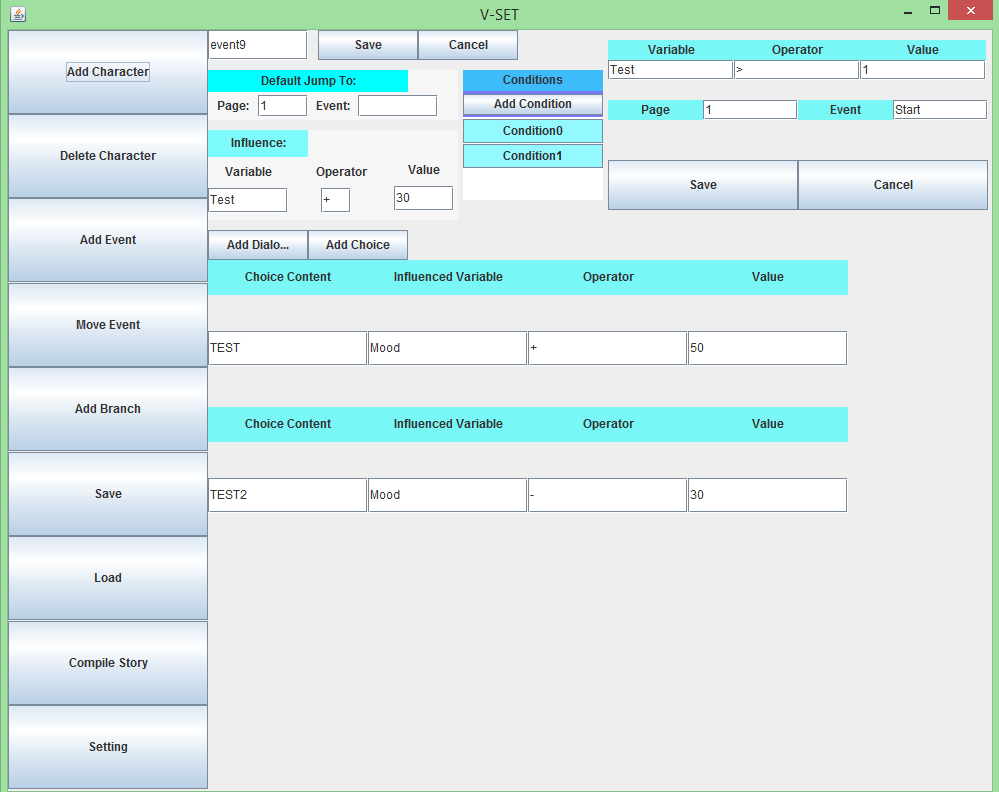 V-SET
Add Character
Delete Character
Add Event
Move Event
Add Branch
Save
Load
Compile Story
Setting
event9 Save Cancel
Default Jump To:
Page: 1 Event:
Influence:
Variable Operator Value
Test + 30
Conditions
Add Condition
Condition0
Condition1
Variable Operator Value
Test > 1
Page 1 Event Start
Save Cancel
Add Dialo... Add Choice
Choice Content Influenced Variable Operator Value
TEST Mood + 50
Choice Content Influenced Variable Operator Value
TEST2 Mood - 30